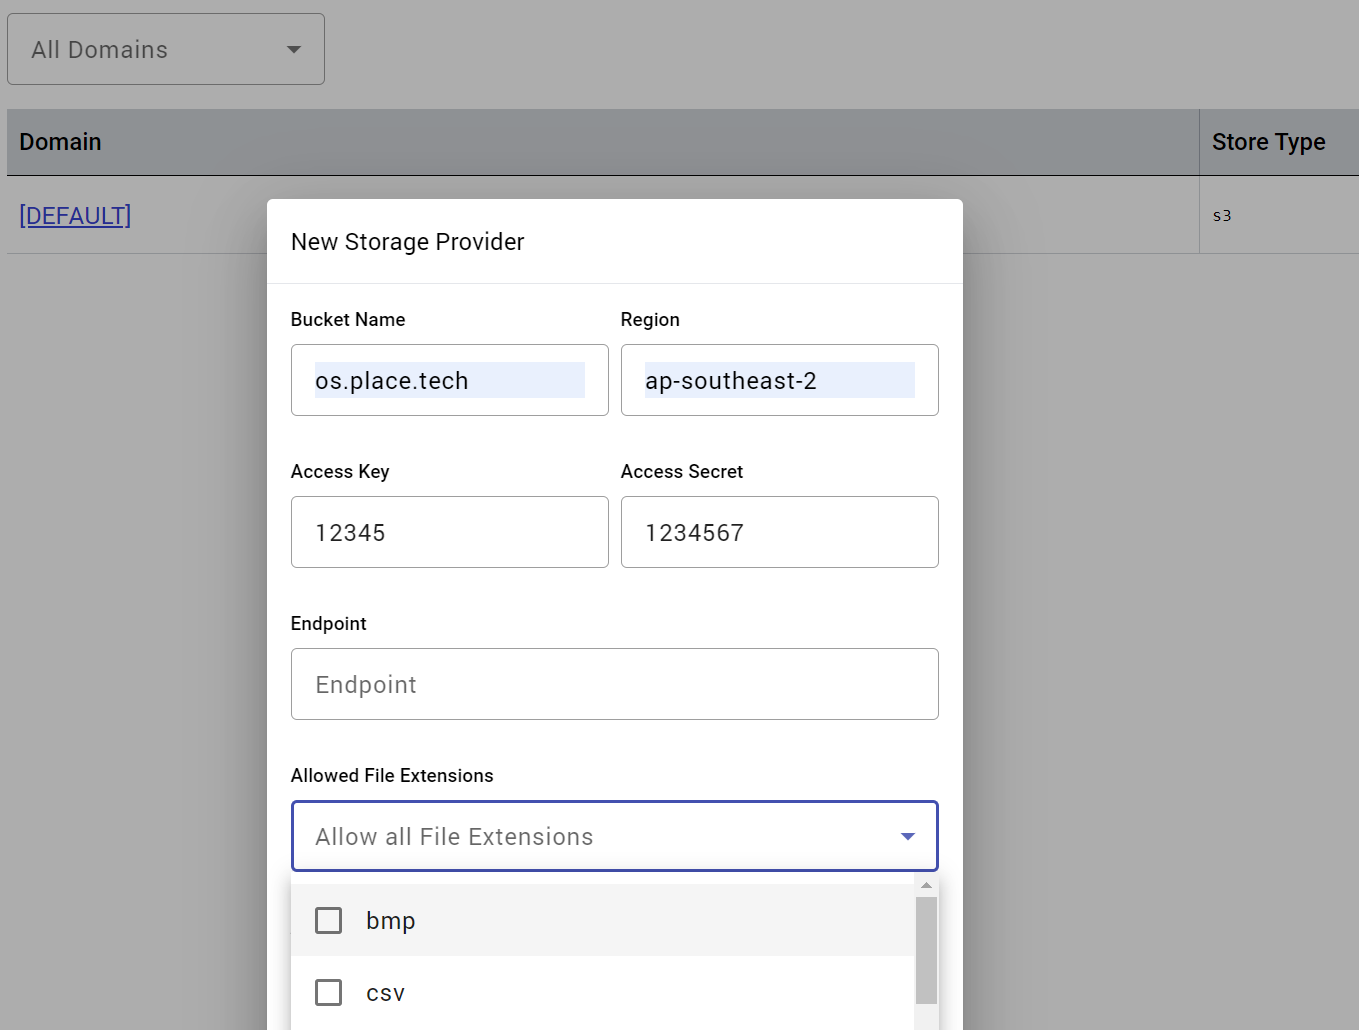 All Domains
Domain Store Type
[DEFAULT] s3
New Storage Provider
Bucket Name Region
os.place.tech ap-southeast-2
Access Key Access Secret
12345 1234567
Endpoint
Endpoint
Allowed File Extensions
Allow all File Extensions
bmp
csv